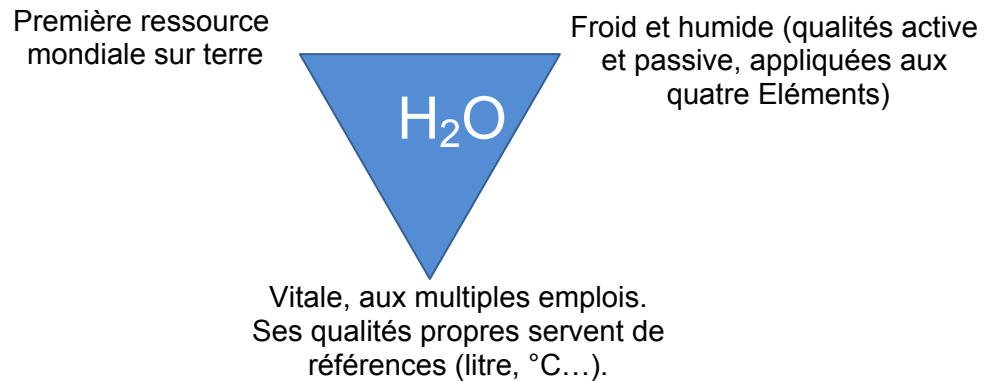 Première ressource
mondiale sur terre
Froid et humide (qualités active
et passive, appliquées aux
quatre Eléments)
H₂O
Vitale, aux multiples emplois.
Ses qualités propres servent de
références (litre, °C…).